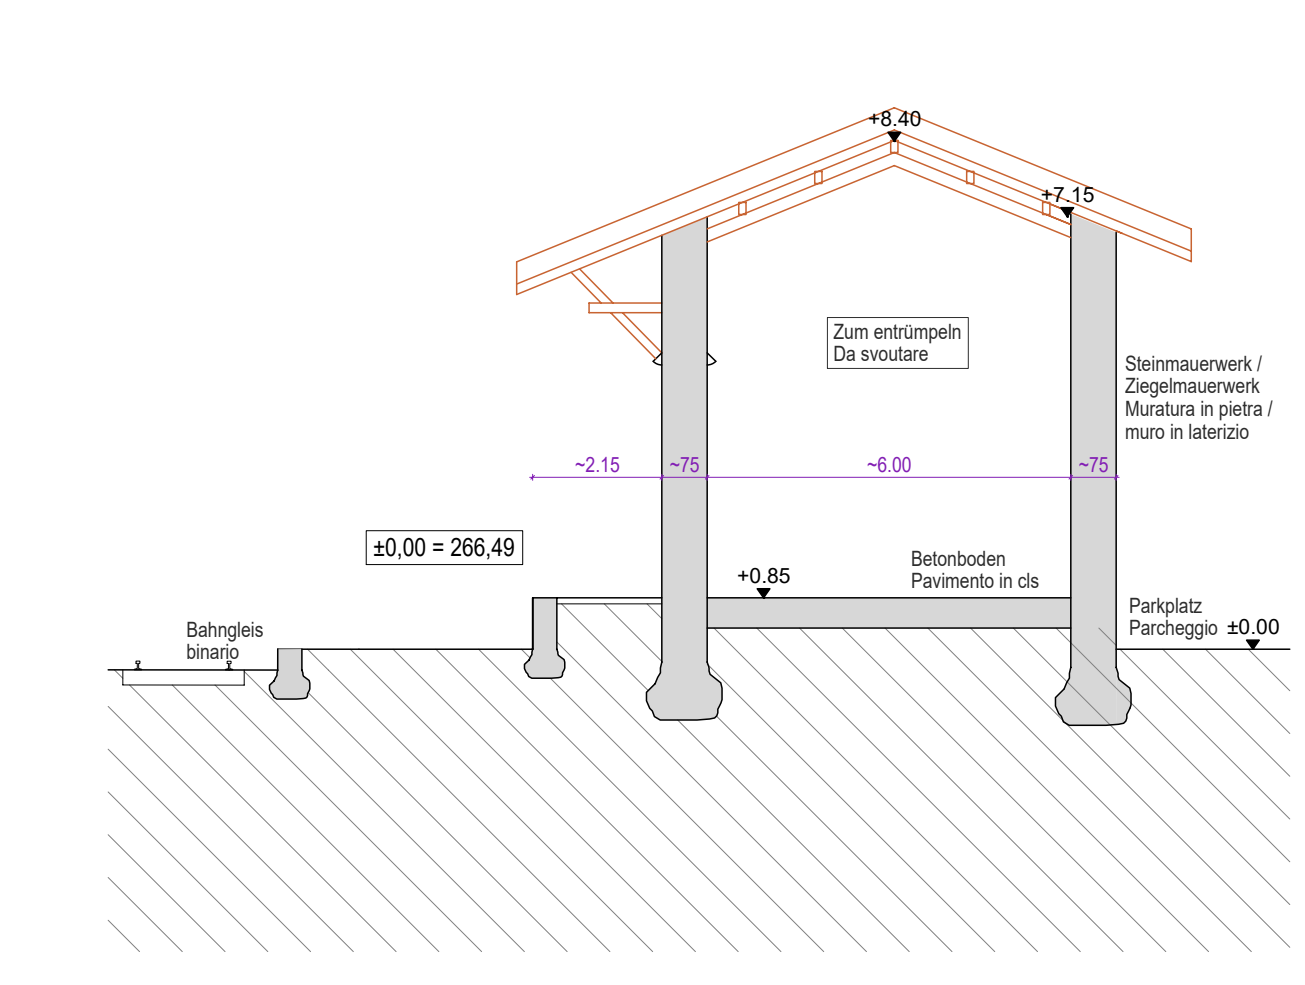 +8.40
+7.15
Zum entrümpeln
Da svoutare
Steinmauerwerk /
Ziegelmauerwerk
Muratura in pietra /
muro in laterizio
~2.15
~75
~6.00
~75
±0,00 = 266,49
Betonboden
Pavimento in cls
+0.85
Parkplatz
Parcheggio
±0.00
Bahngleis
binario